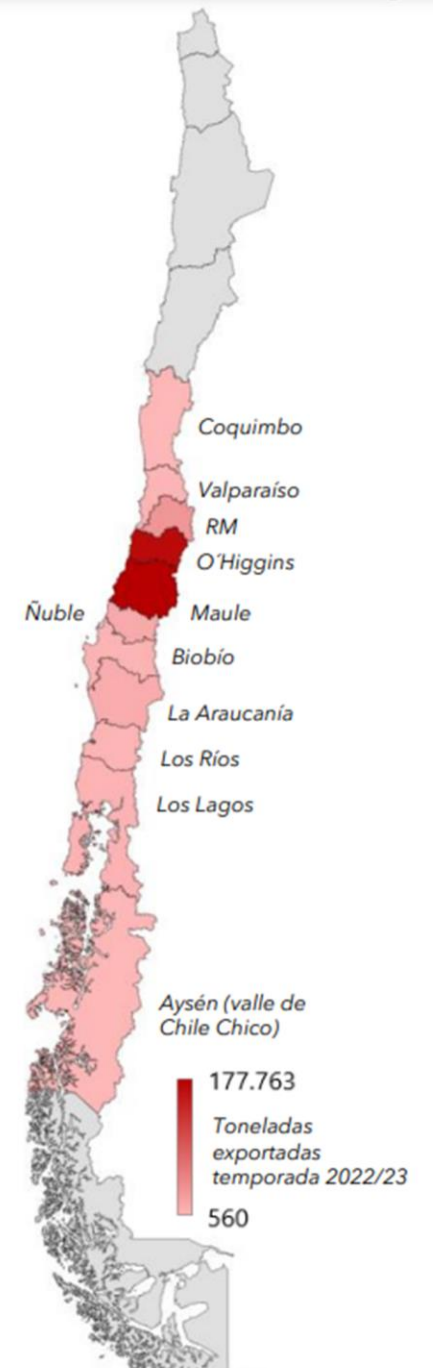 Coquimbo
Valparaíso
RM
O´Higgins
Ñuble
Maule
Biobío
La Araucanía
Los Ríos
Los Lagos
Aysén (valle de
Chile Chico)
177.763
Toneladas
exportadas
temporada 2022/23
560